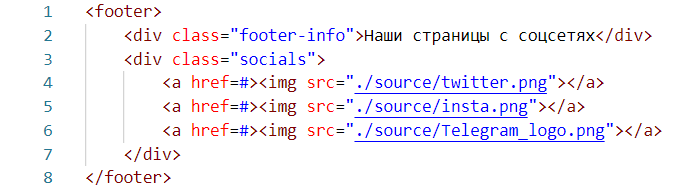 1 <footer>
2 <div class="footer-info">Наши страницы с соцсетях</div>
3 <div class="socials">
4 <a href=#><img src="./source/twitter.png"></a>
5 <a href=#><img src="./source/insta.png"></a>
6 <a href=#><img src="./source/Telegram_logo.png"></a>
7 </div>
8 </footer>